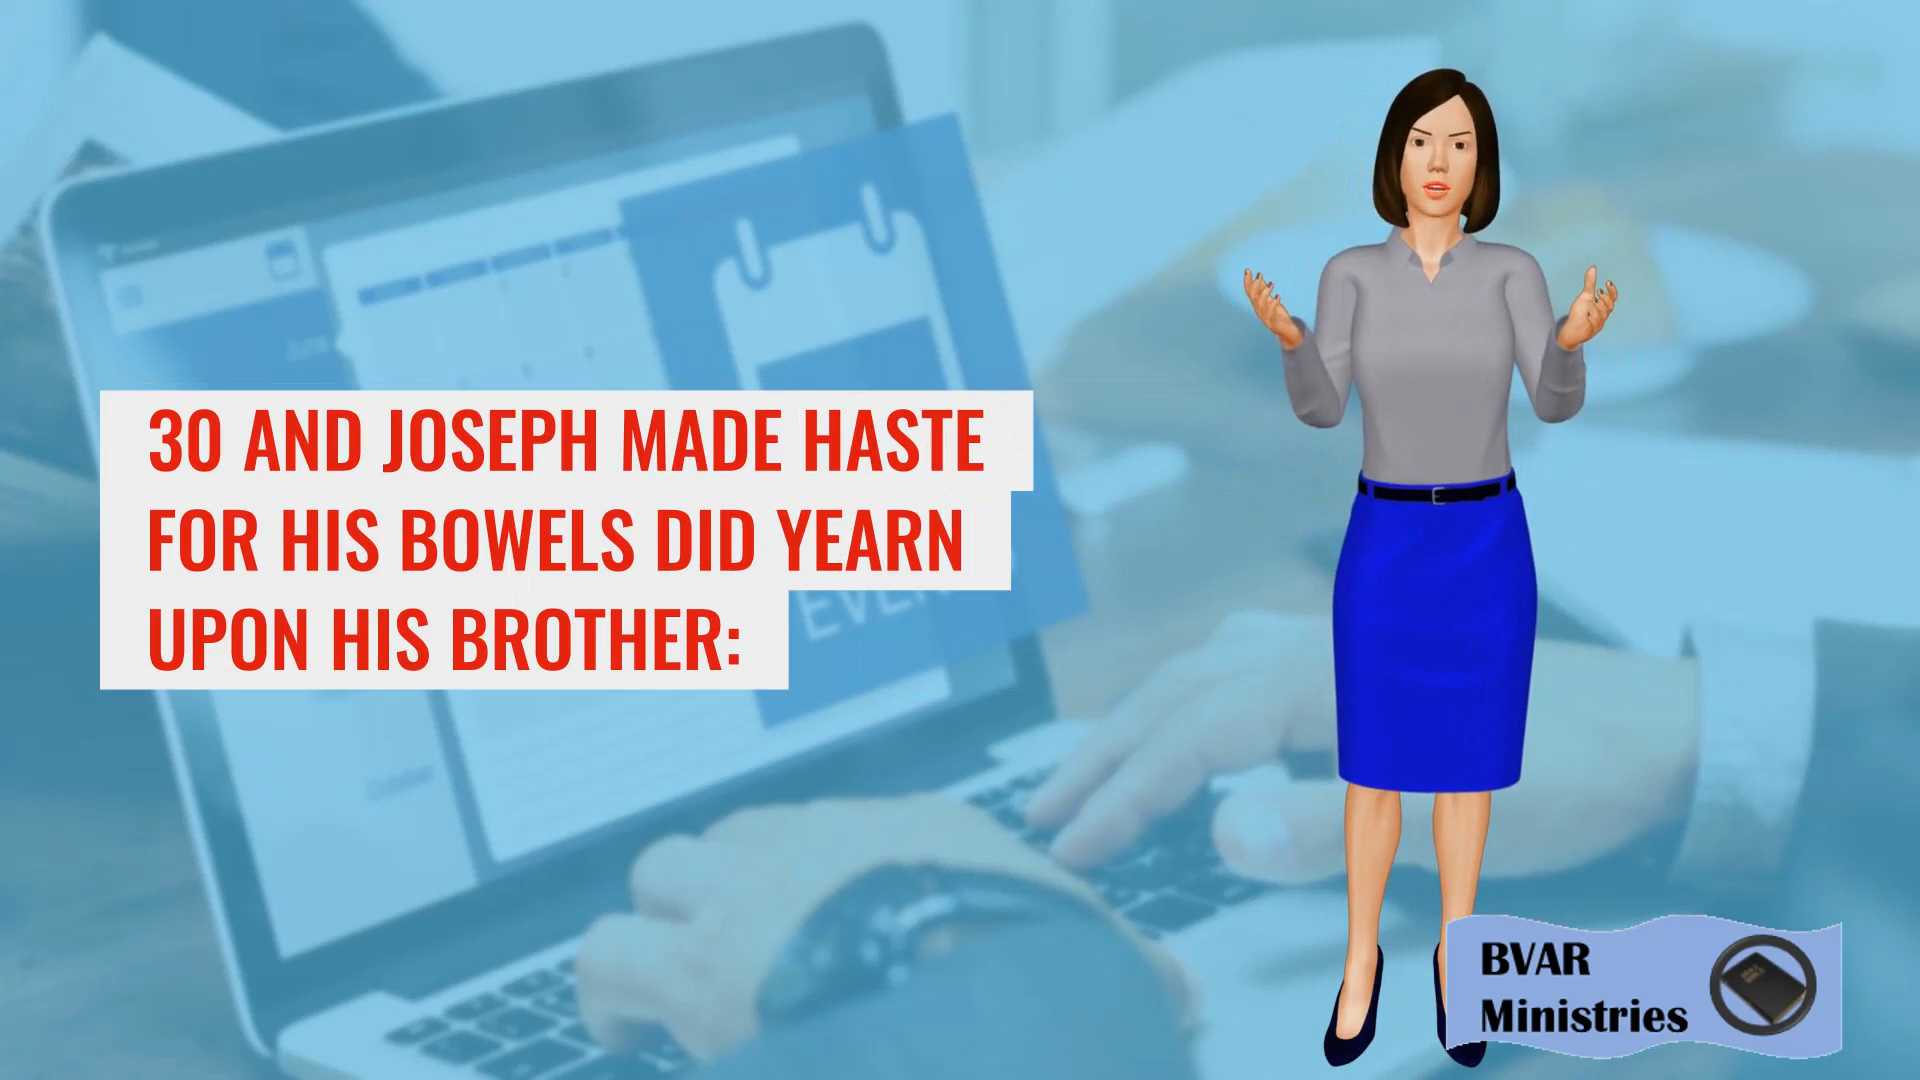 30 AND JOSEPH MADE HASTE
FOR HIS BOWELS DID YEARN
UPON HIS BROTHER:
BVAR
Ministries